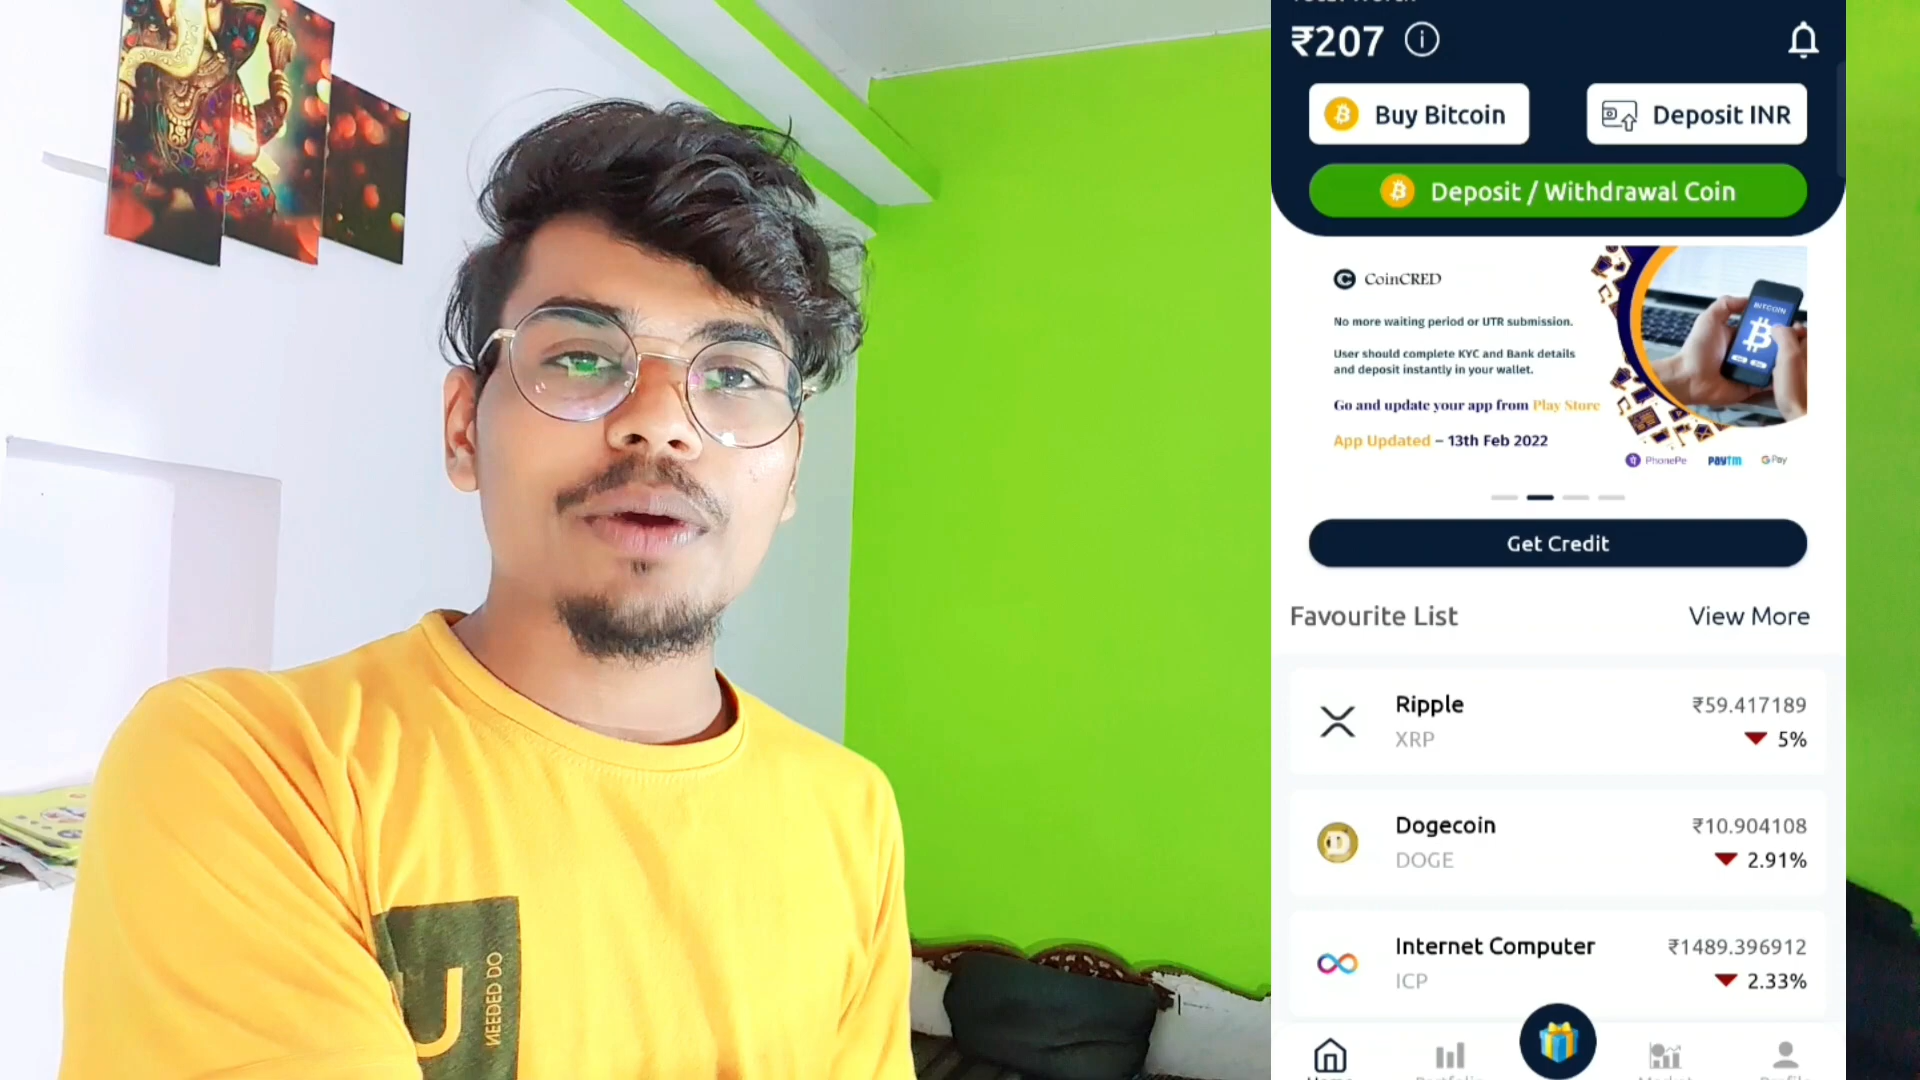 ₹207
Buy Bitcoin
Deposit INR
Deposit / Withdrawal Coin
CoinCRED
No more waiting period or UTR submission.
User should complete KYC and Bank details
and deposit instantly in your wallet.
Go and update your app from Play Store
App Updated – 13th Feb 2022
BITCOIN
PhonePe
Paytm
G Pay
Get Credit
Favourite List
View More
Ripple
₹59.417189
XRP
5%
Dogecoin
₹10.904108
DOGE
2.91%
Internet Computer
₹1489.396912
ICP
2.33%
U
NEEDED DO